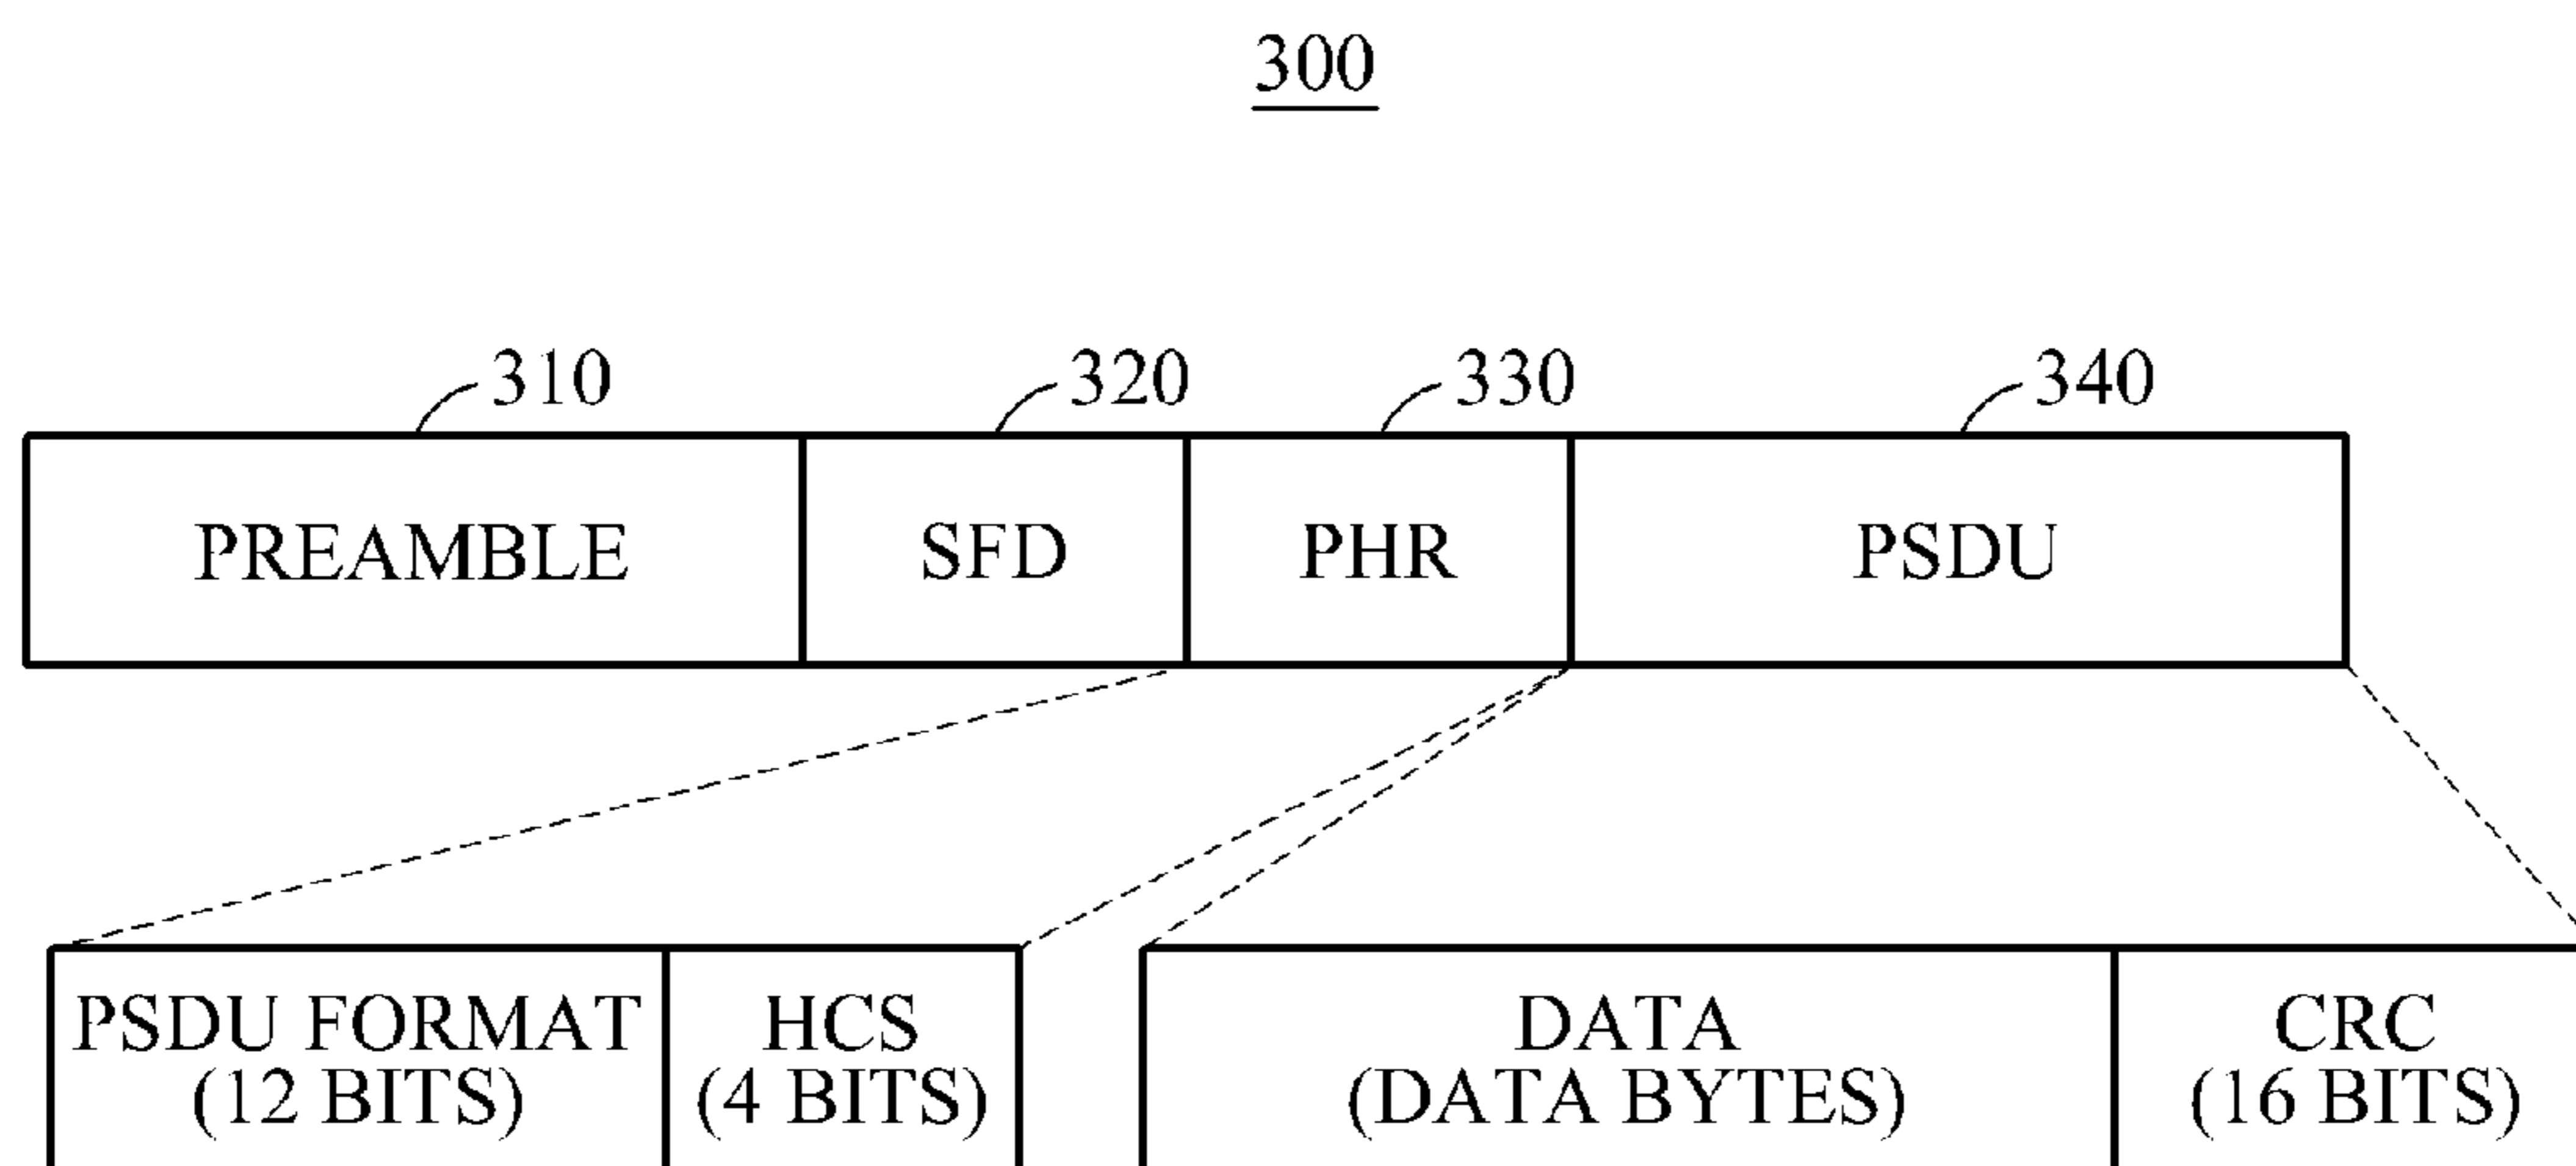 300
310 320 330 340
PREAMBLE SFD PHR PSDU
PSDU FORMAT HCS DATA CRC
(12 BITS) (4 BITS) (DATA BYTES) (16 BITS)